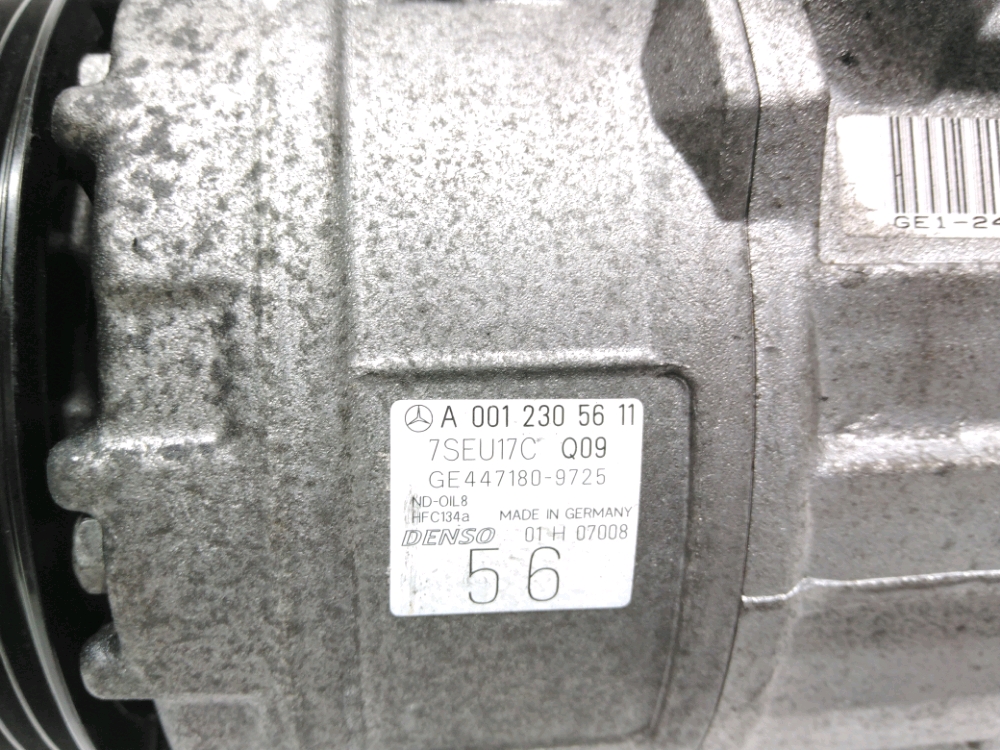 GE1-24
A 001 230 56 11
7SEU17C Q09
GE447180-9725
ND-OIL8
HFC134a MADE IN GERMANY
DENSO 01 H 07008
56